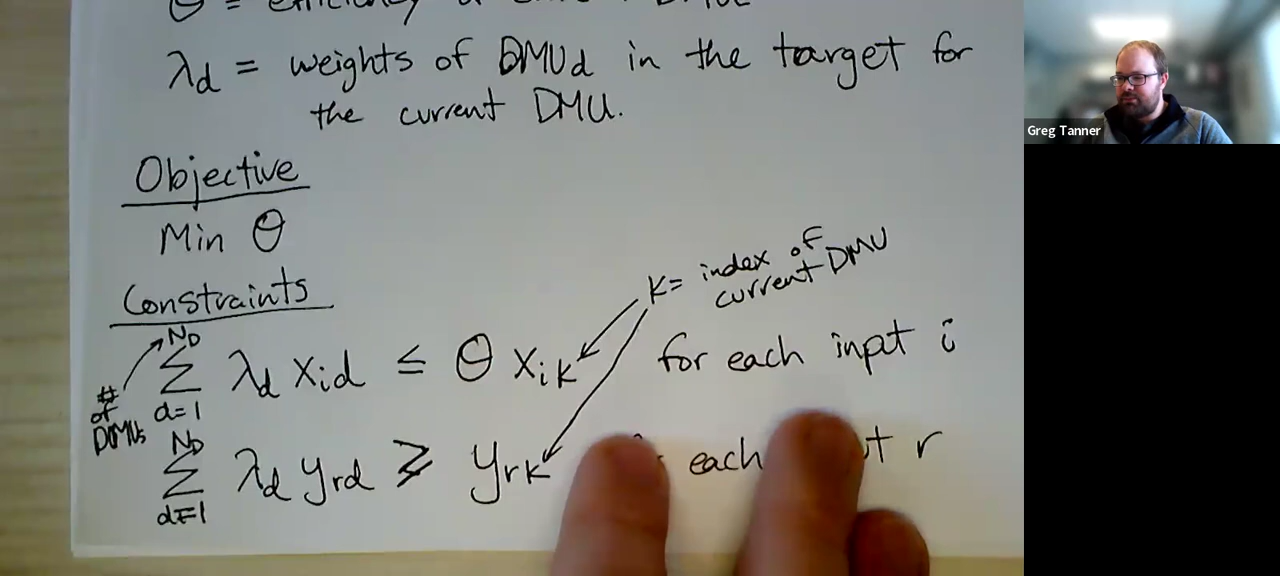 θ = efficiency
λd = weights of DMUd in the target for
the current DMU.
Greg Tanner
Objective
Min θ
K = index of
current DMU
Constraints
ND
Σ λd xid ≤ θ xik for each input i
d=1
# of DMUs
ND
Σ λd yrd ≥ yrk each r
d=1